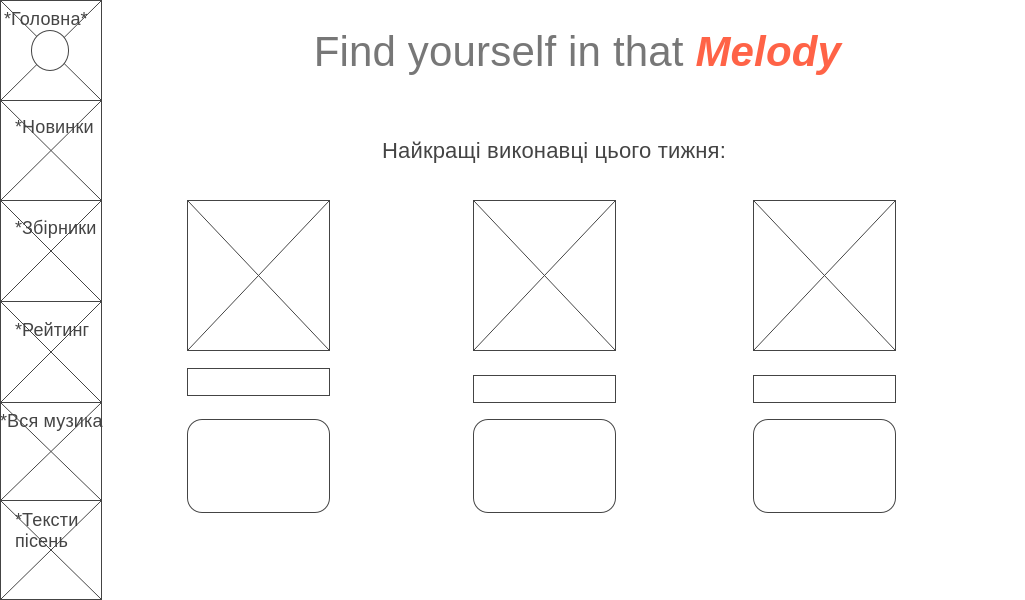 *Головна*
Find yourself in that Melody
*Новинки
Найкращі виконавці цього тижня:
*Збірники
*Рейтинг
*Вся музика
*Тексти
пісень